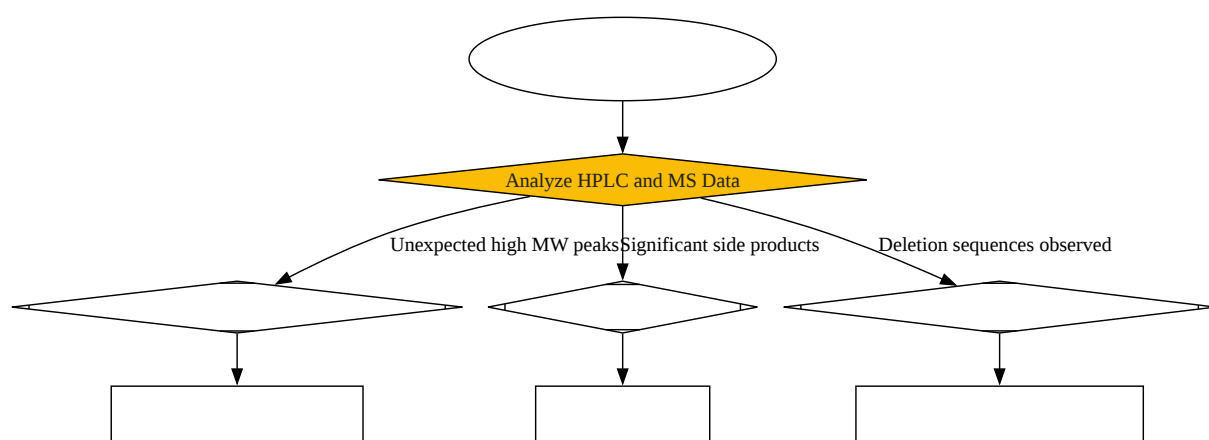 Analyze HPLC and MS Data
Unexpected high MW peaks
Significant side products
Deletion sequences observed